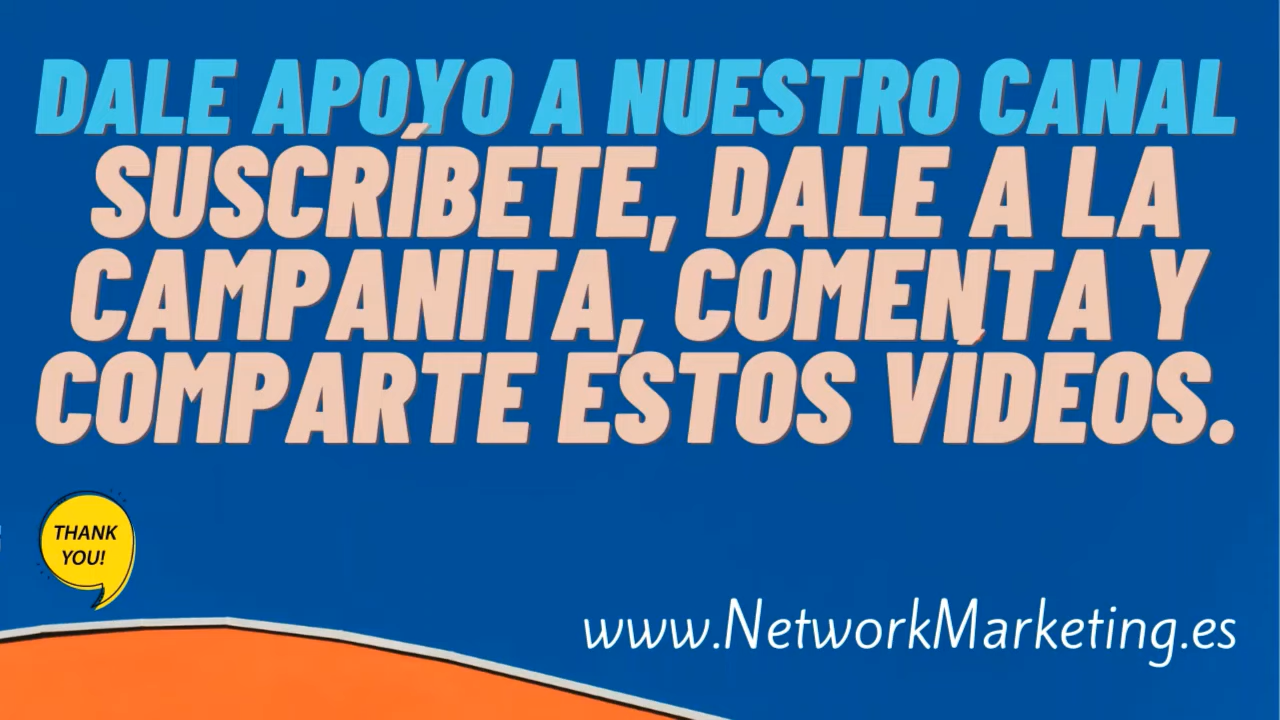 DALE APOYO A NUESTRO CANAL
SUSCRÍBETE, DALE A LA
CAMPANITA, COMENTA Y
COMPARTE ESTOS VÍDEOS.
THANK
YOU!
www.NetworkMarketing.es